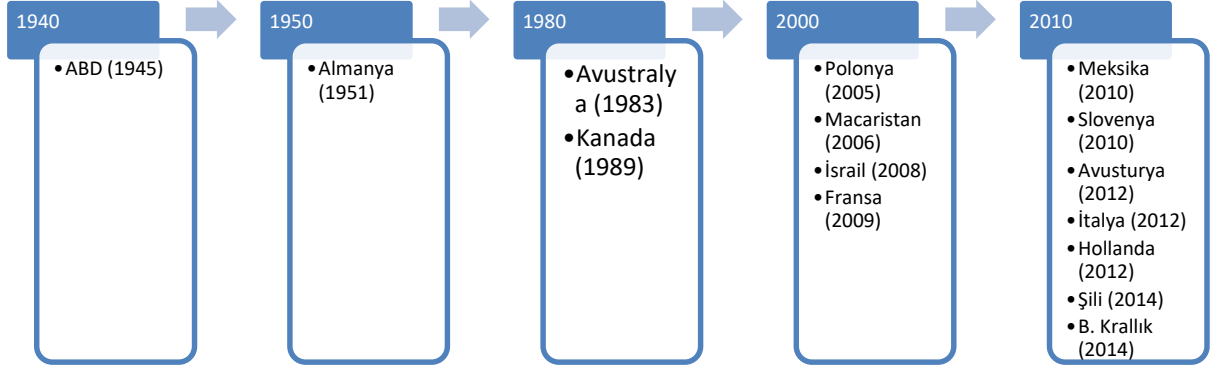 1940
• ABD (1945)
1950
• Almanya
(1951)
1980
• Avustraly
a (1983)
• Kanada
(1989)
2000
• Polonya
(2005)
• Macaristan
(2006)
• İsrail (2008)
• Fransa
(2009)
2010
• Meksika
(2010)
• Slovenya
(2010)
• Avusturya
(2012)
• İtalya (2012)
• Hollanda
(2012)
• Şili (2014)
• B. Krallık
(2014)